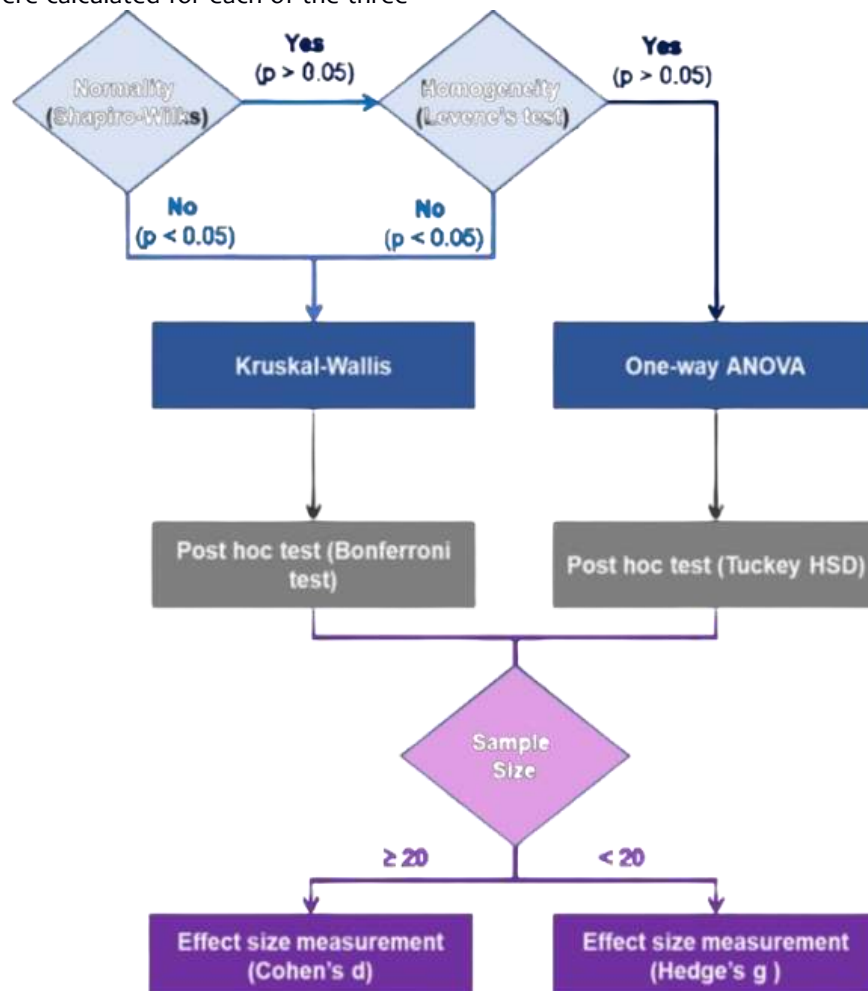 ere calculated for each of the three
Yes
(p > 0.05)
Yes
(p > 0.05)
Normality
(Shapiro-Wilks)
Homogeneity
(Levene's test)
No
(p < 0.05)
No
(p < 0.05)
Kruskal-Wallis
One-way ANOVA
Post hoc test (Bonferroni
test)
Post hoc test (Tuckey HSD)
Sample
Size
≥ 20
< 20
Effect size measurement
(Cohen's d)
Effect size measurement
(Hedge's g )